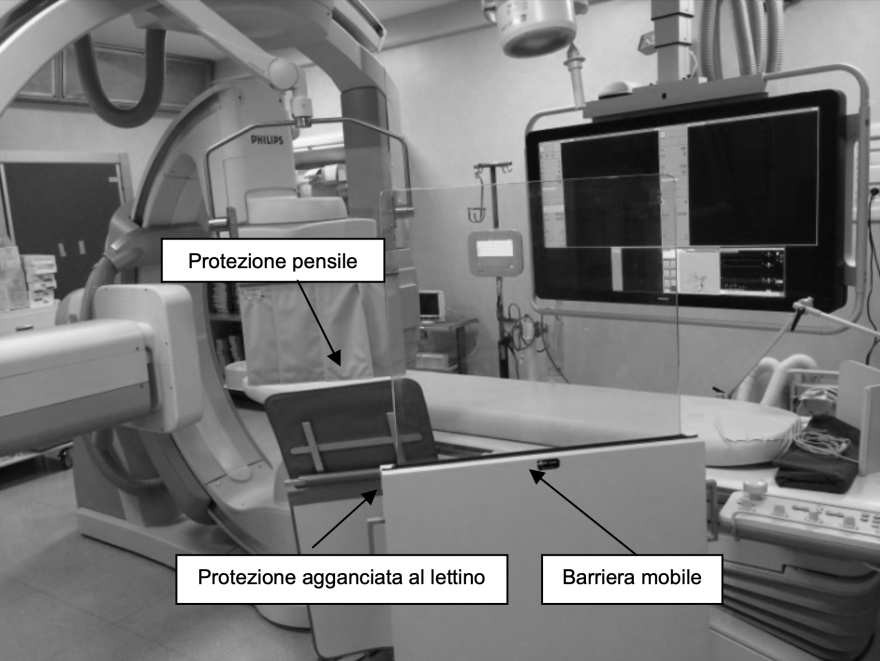 PHILIPS
Protezione pensile
Protezione agganciata al lettino
Barriera mobile